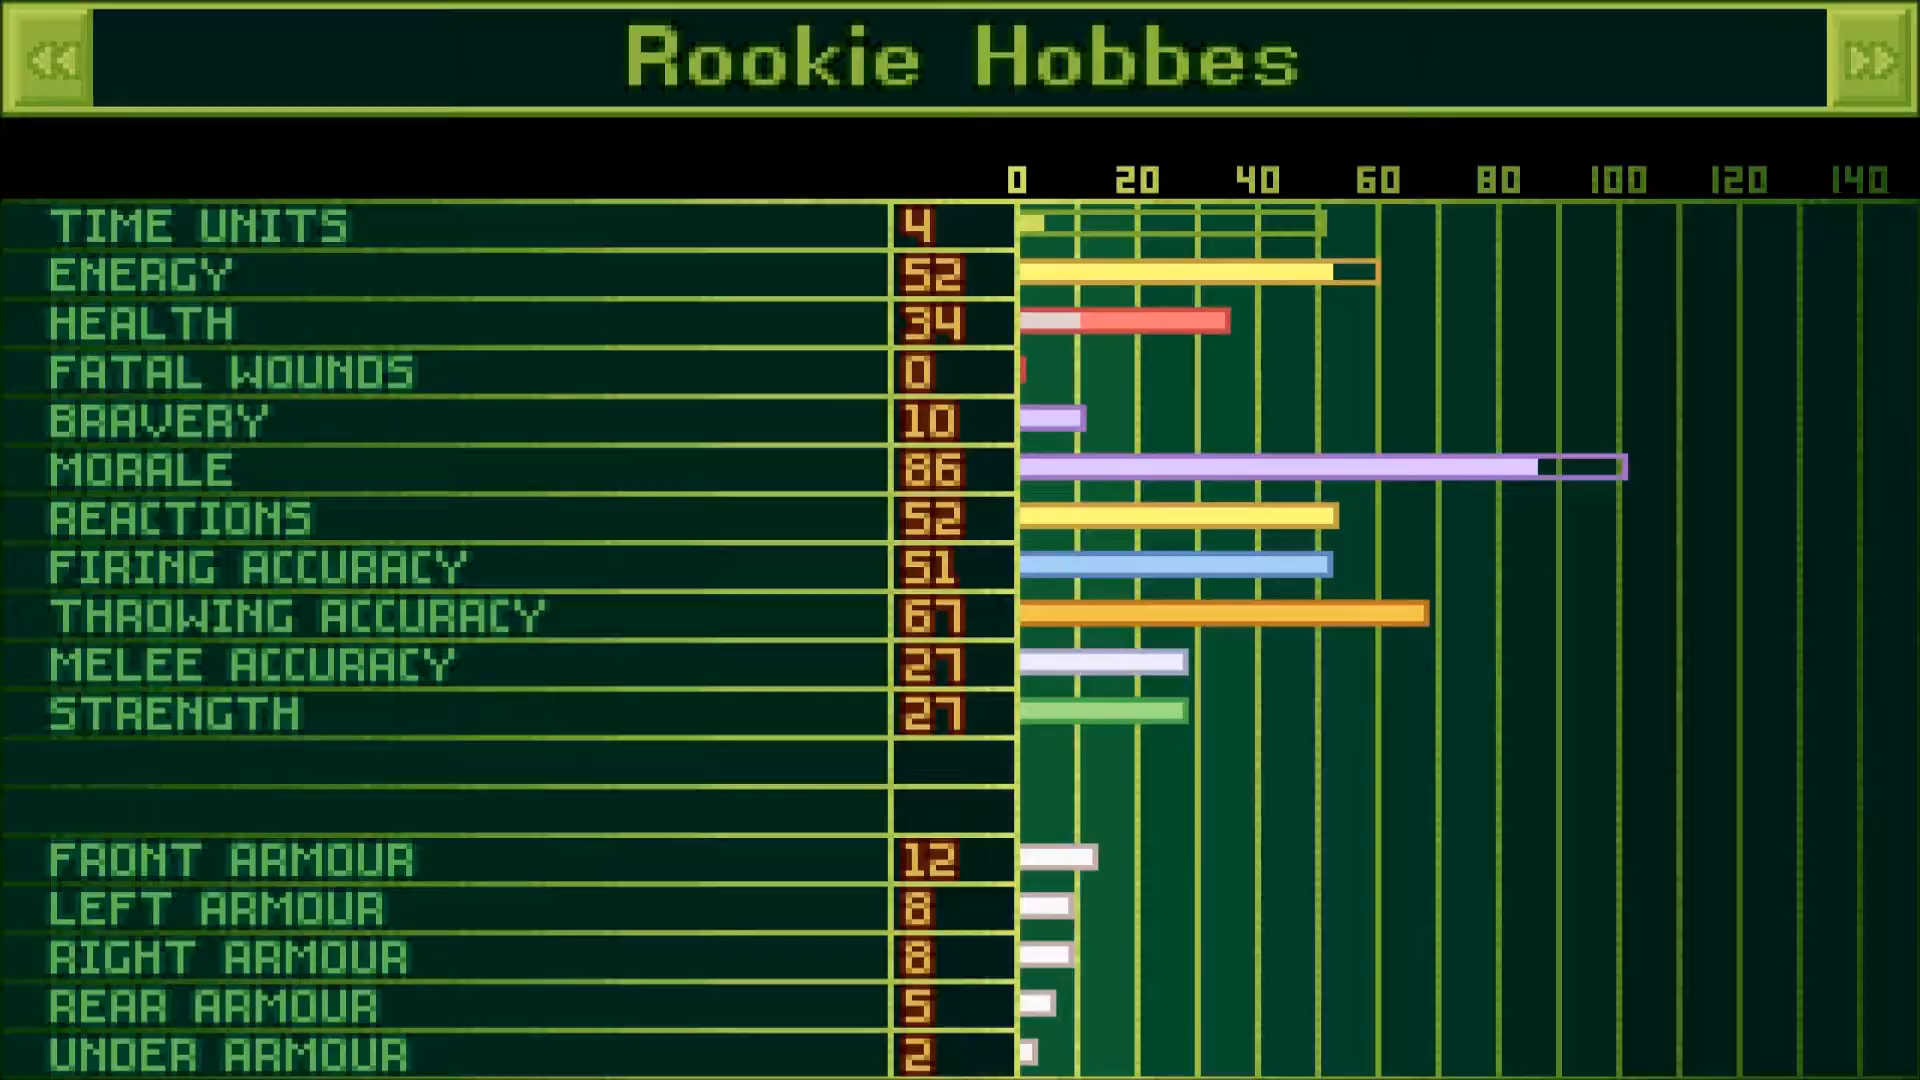 Rookie Hobbes
0 20 40 60 80 100 120 140
TIME UNITS 4
ENERGY 52
HEALTH 34
FATAL WOUNDS 0
BRAVERY 10
MORALE 86
REACTIONS 52
FIRING ACCURACY 51
THROWING ACCURACY 67
MELEE ACCURACY 27
STRENGTH 27
FRONT ARMOUR 12
LEFT ARMOUR 8
RIGHT ARMOUR 8
REAR ARMOUR 5
UNDER ARMOUR 2